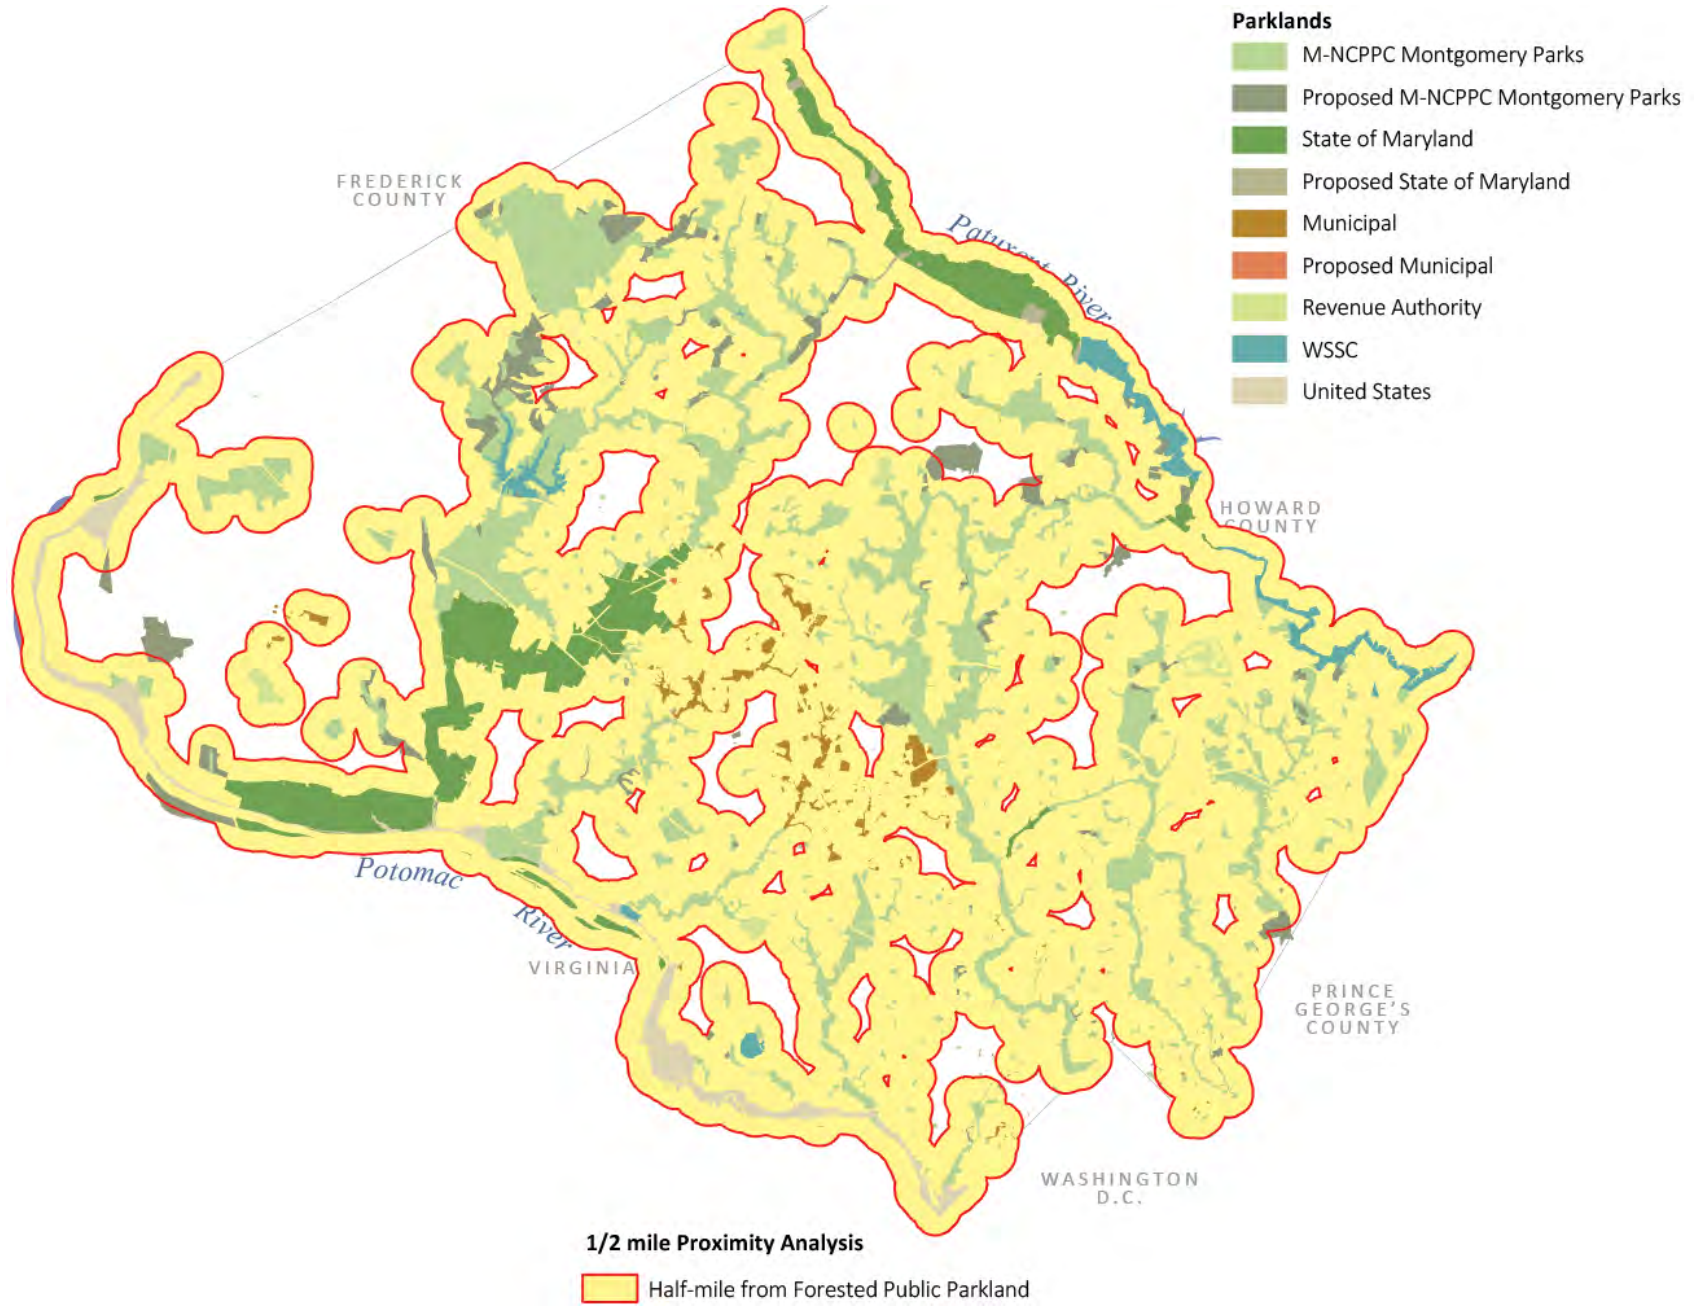 Parklands
M-NCPPC Montgomery Parks
Proposed M-NCPPC Montgomery Parks
State of Maryland
Proposed State of Maryland
Municipal
Proposed Municipal
Revenue Authority
WSSC
United States
FREDERICK
COUNTY
Patuxent River
HOWARD
COUNTY
Potomac
River
VIRGINIA
PRINCE
GEORGE'S
COUNTY
WASHINGTON
D.C.
1/2 mile Proximity Analysis
Half-mile from Forested Public Parkland